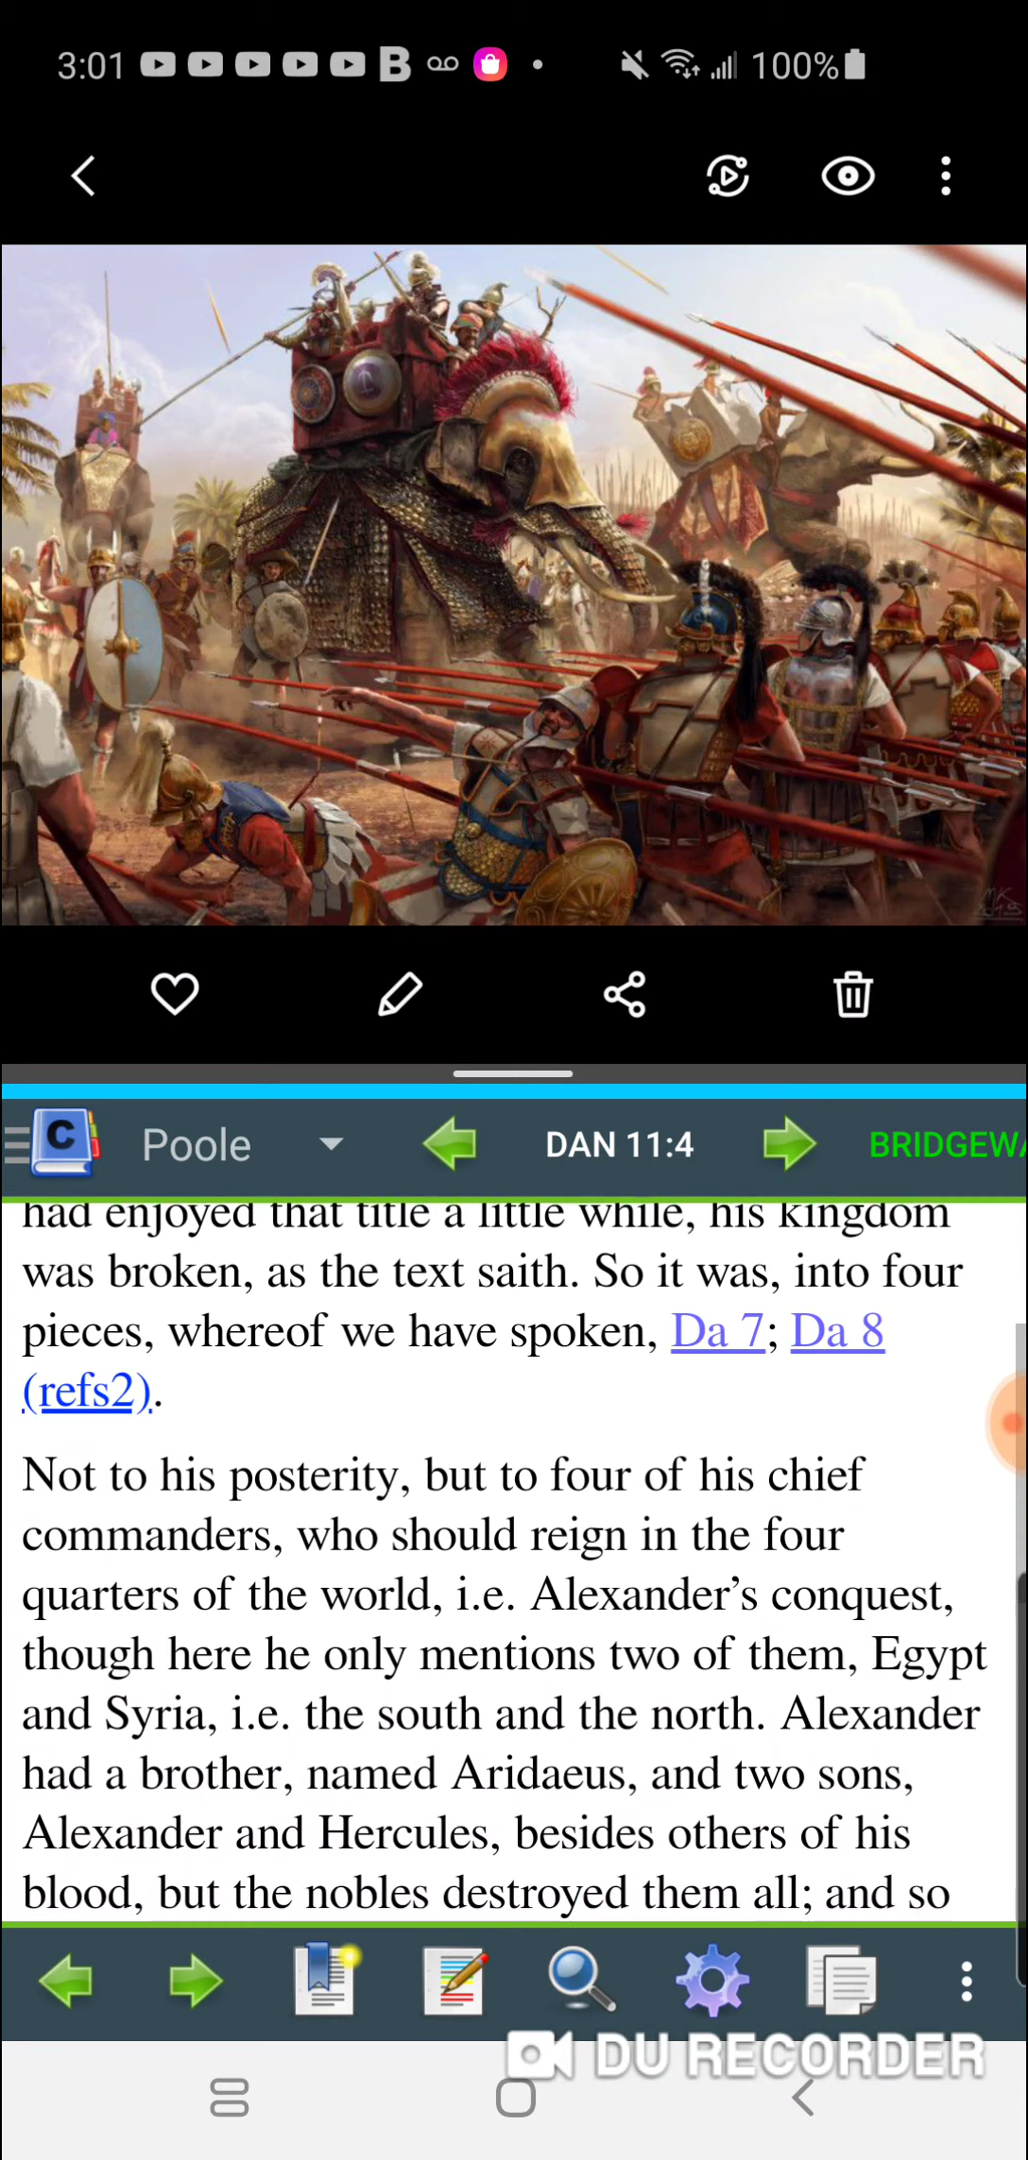 3:01 B 100%
C Poole DAN 11:4 BRIDGEWA
had enjoyed that title a little while, his kingdom
was broken, as the text saith. So it was, into four
pieces, whereof we have spoken, Da 7; Da 8
(refs2).
Not to his posterity, but to four of his chief
commanders, who should reign in the four
quarters of the world, i.e. Alexander’s conquest,
though here he only mentions two of them, Egypt
and Syria, i.e. the south and the north. Alexander
had a brother, named Aridaeus, and two sons,
Alexander and Hercules, besides others of his
blood, but the nobles destroyed them all; and so
DU RECORDER